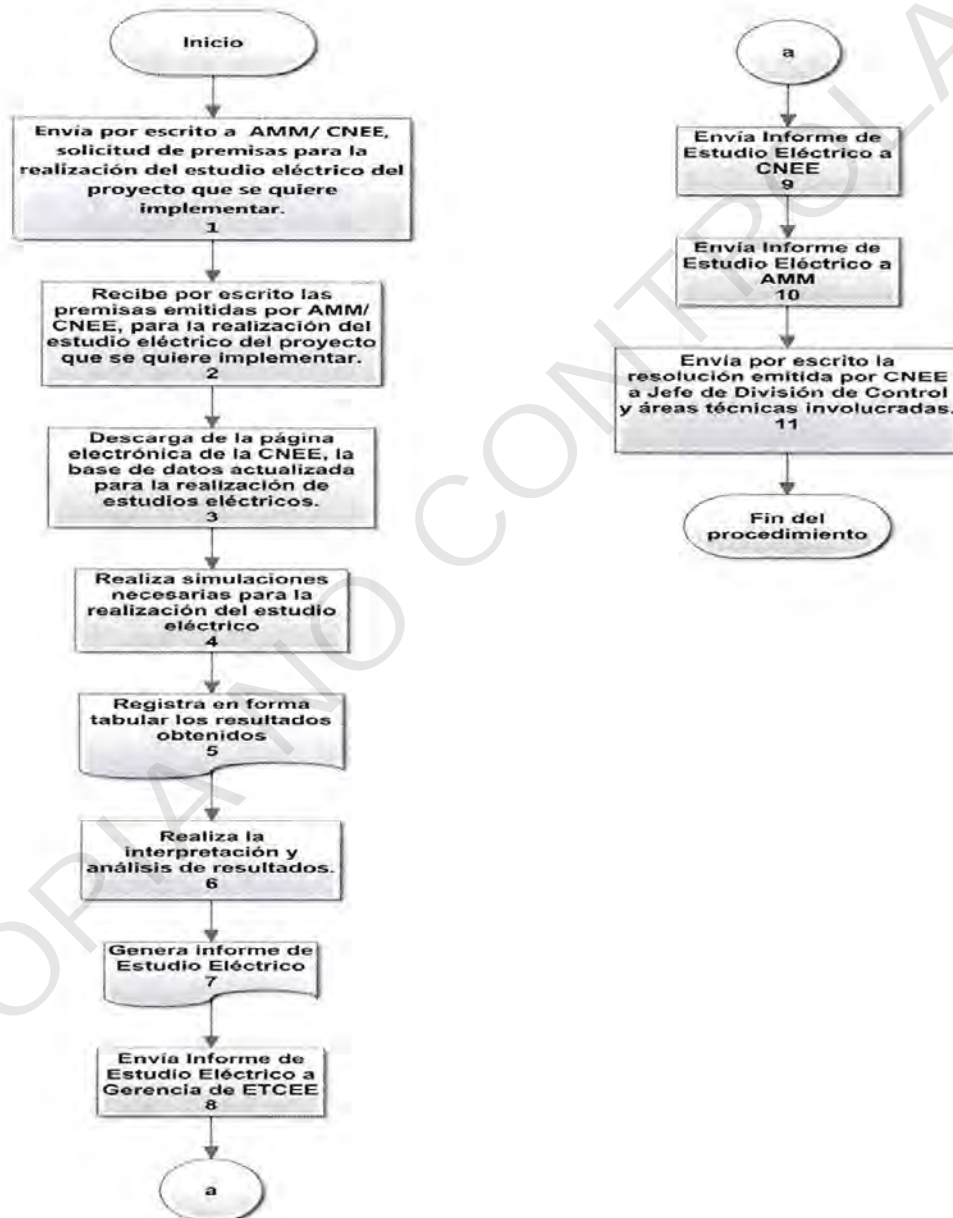 Inicio
Envía por escrito a AMM/ CNEE,
solicitud de premisas para la
realización del estudio eléctrico del
proyecto que se quiere
implementar.
1
Recibe por escrito las
premisas emitidas por AMM/
CNEE, para la realización del
estudio eléctrico del proyecto
que se quiere implementar.
2
Descarga de la página
electrónica de la CNEE, la
base de datos actualizada
para la realización de
estudios eléctricos.
3
Realiza simulaciones
necesarias para la
realización del estudio
eléctrico
4
Registra en forma
tabular los resultados
obtenidos
5
Realiza la
interpretación y
análisis de resultados.
6
Genera informe de
Estudio Eléctrico
7
Envía Informe de
Estudio Eléctrico a
Gerencia de ETCEE
8
a
a
Envía Informe de
Estudio Eléctrico a
CNEE
9
Envía Informe de
Estudio Eléctrico a
AMM
10
Envía por escrito la
resolución emitida por CNEE
a Jefe de División de Control
y áreas técnicas involucradas.
11
Fin del
procedimiento
OPIA NO CONTROLA